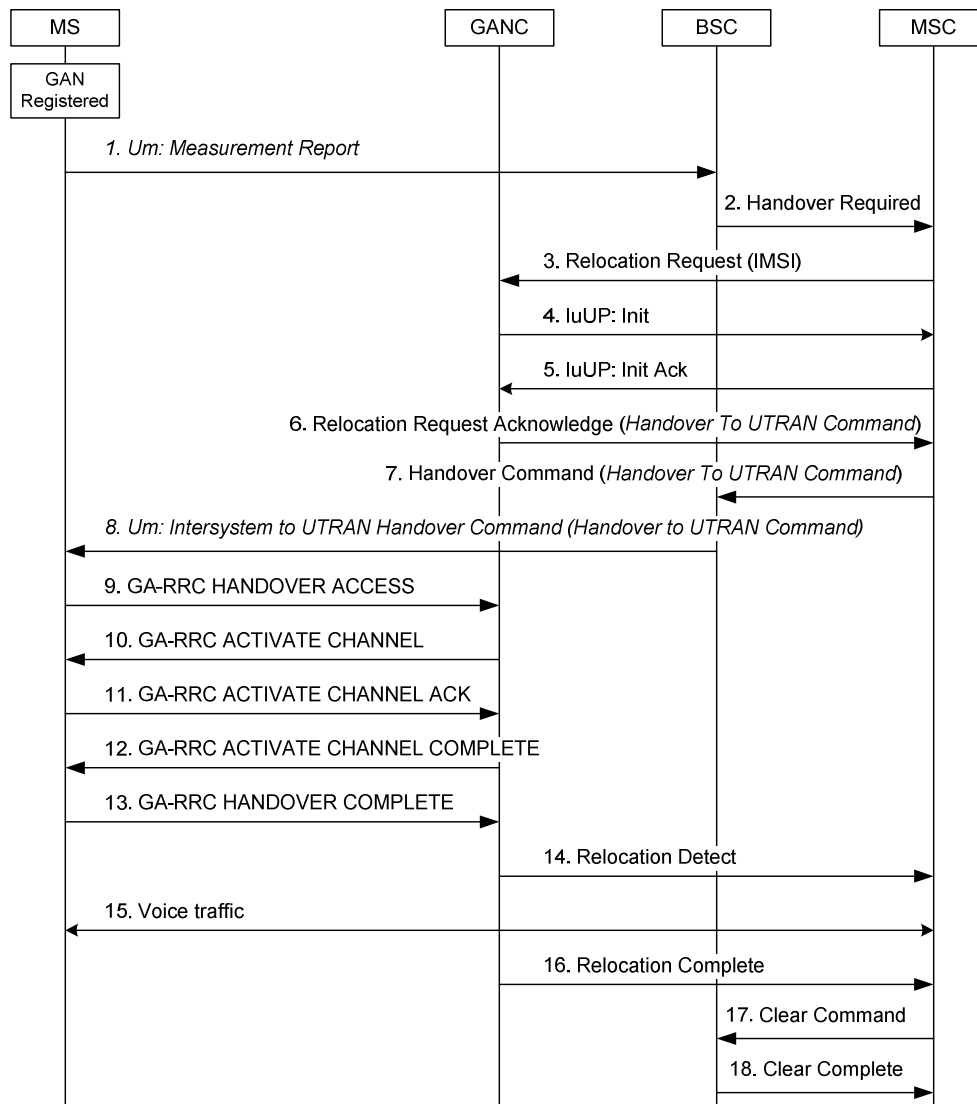 MS
GANC
BSC
MSC
GAN
Registered
1. Um: Measurement Report
2. Handover Required
3. Relocation Request (IMSI)
4. IuUP: Init
5. IuUP: Init Ack
6. Relocation Request Acknowledge (Handover To UTRAN Command)
7. Handover Command (Handover To UTRAN Command)
8. Um: Intersystem to UTRAN Handover Command (Handover to UTRAN Command)
9. GA-RRC HANDOVER ACCESS
10. GA-RRC ACTIVATE CHANNEL
11. GA-RRC ACTIVATE CHANNEL ACK
12. GA-RRC ACTIVATE CHANNEL COMPLETE
13. GA-RRC HANDOVER COMPLETE
14. Relocation Detect
15. Voice traffic
16. Relocation Complete
17. Clear Command
18. Clear Complete